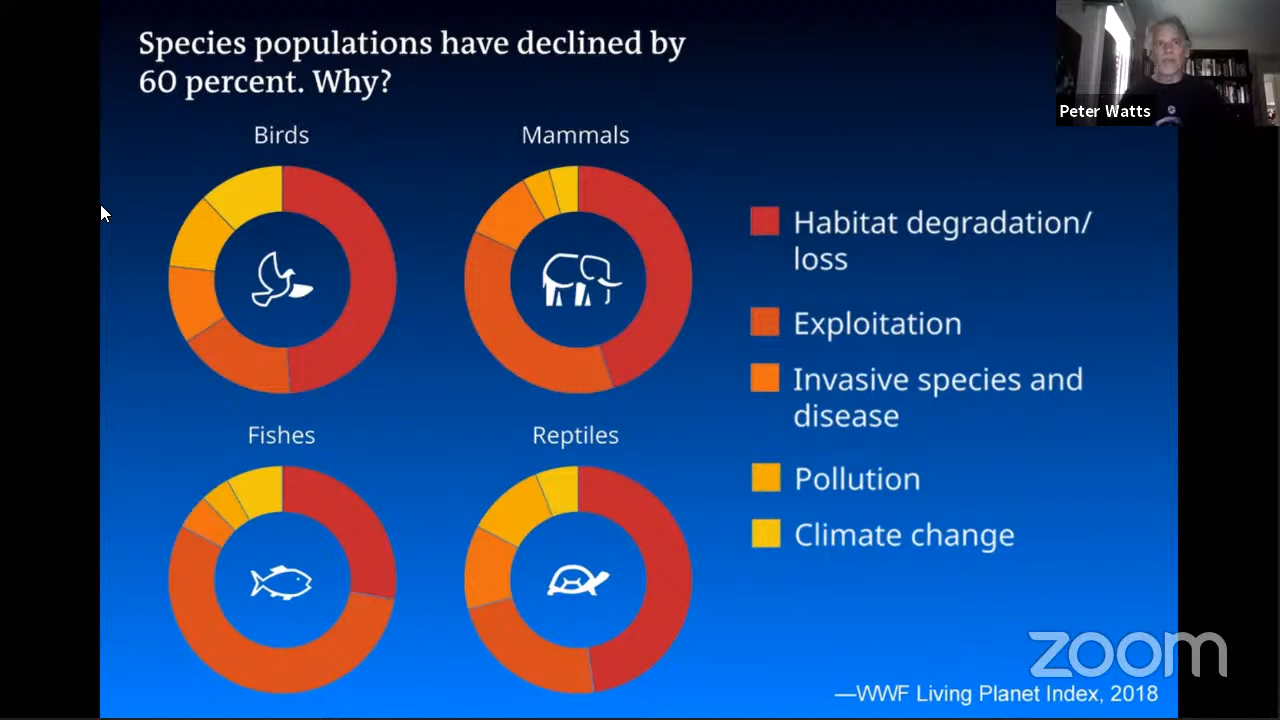 Species populations have declined by
60 percent. Why?
Peter Watts
Birds
Mammals
Fishes
Reptiles
Habitat degradation/
loss
Exploitation
Invasive species and
disease
Pollution
Climate change
zoom
—WWF Living Planet Index, 2018